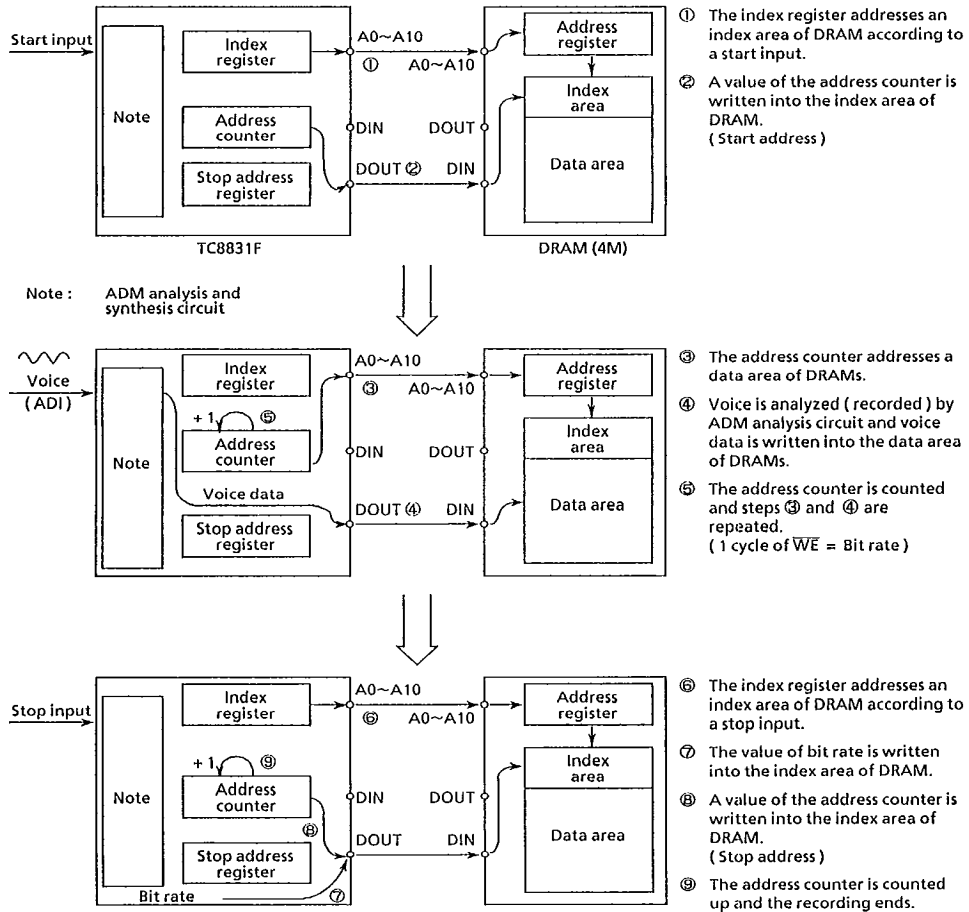 Start input
Note
Index
register
Address
counter
Stop address
register
A0~A10
①
A0~A10
DIN
DOUT
DOUT ②
DIN
Address
register
Index
area
Data area
TC8831F
DRAM (4M)
① The index register addresses an
index area of DRAM according to
a start input.
② A value of the address counter is
written into the index area of
DRAM.
( Start address )
Note : ADM analysis and
synthesis circuit
Voice
( ADI )
Note
Index
register
+ 1
⑤
Address
counter
Voice data
Stop address
register
A0~A10
③
A0~A10
DIN
DOUT
DOUT ④
DIN
Address
register
Index
area
Data area
③ The address counter addresses a
data area of DRAMs.
④ Voice is analyzed ( recorded ) by
ADM analysis circuit and voice
data is written into the data area
of DRAMs.
⑤ The address counter is counted
and steps ③ and ④ are
repeated.
( 1 cycle of W̅E̅ = Bit rate )
Stop input
Note
Index
register
+ 1
⑨
Address
counter
⑧
Stop address
register
Bit rate
⑦
A0~A10
⑥
A0~A10
DIN
DOUT
DOUT
DIN
Address
register
Index
area
Data area
⑥ The index register addresses an
index area of DRAM according to
a stop input.
⑦ The value of bit rate is written
into the index area of DRAM.
⑧ A value of the address counter is
written into the index area of
DRAM.
( Stop address )
⑨ The address counter is counted
up and the recording ends.